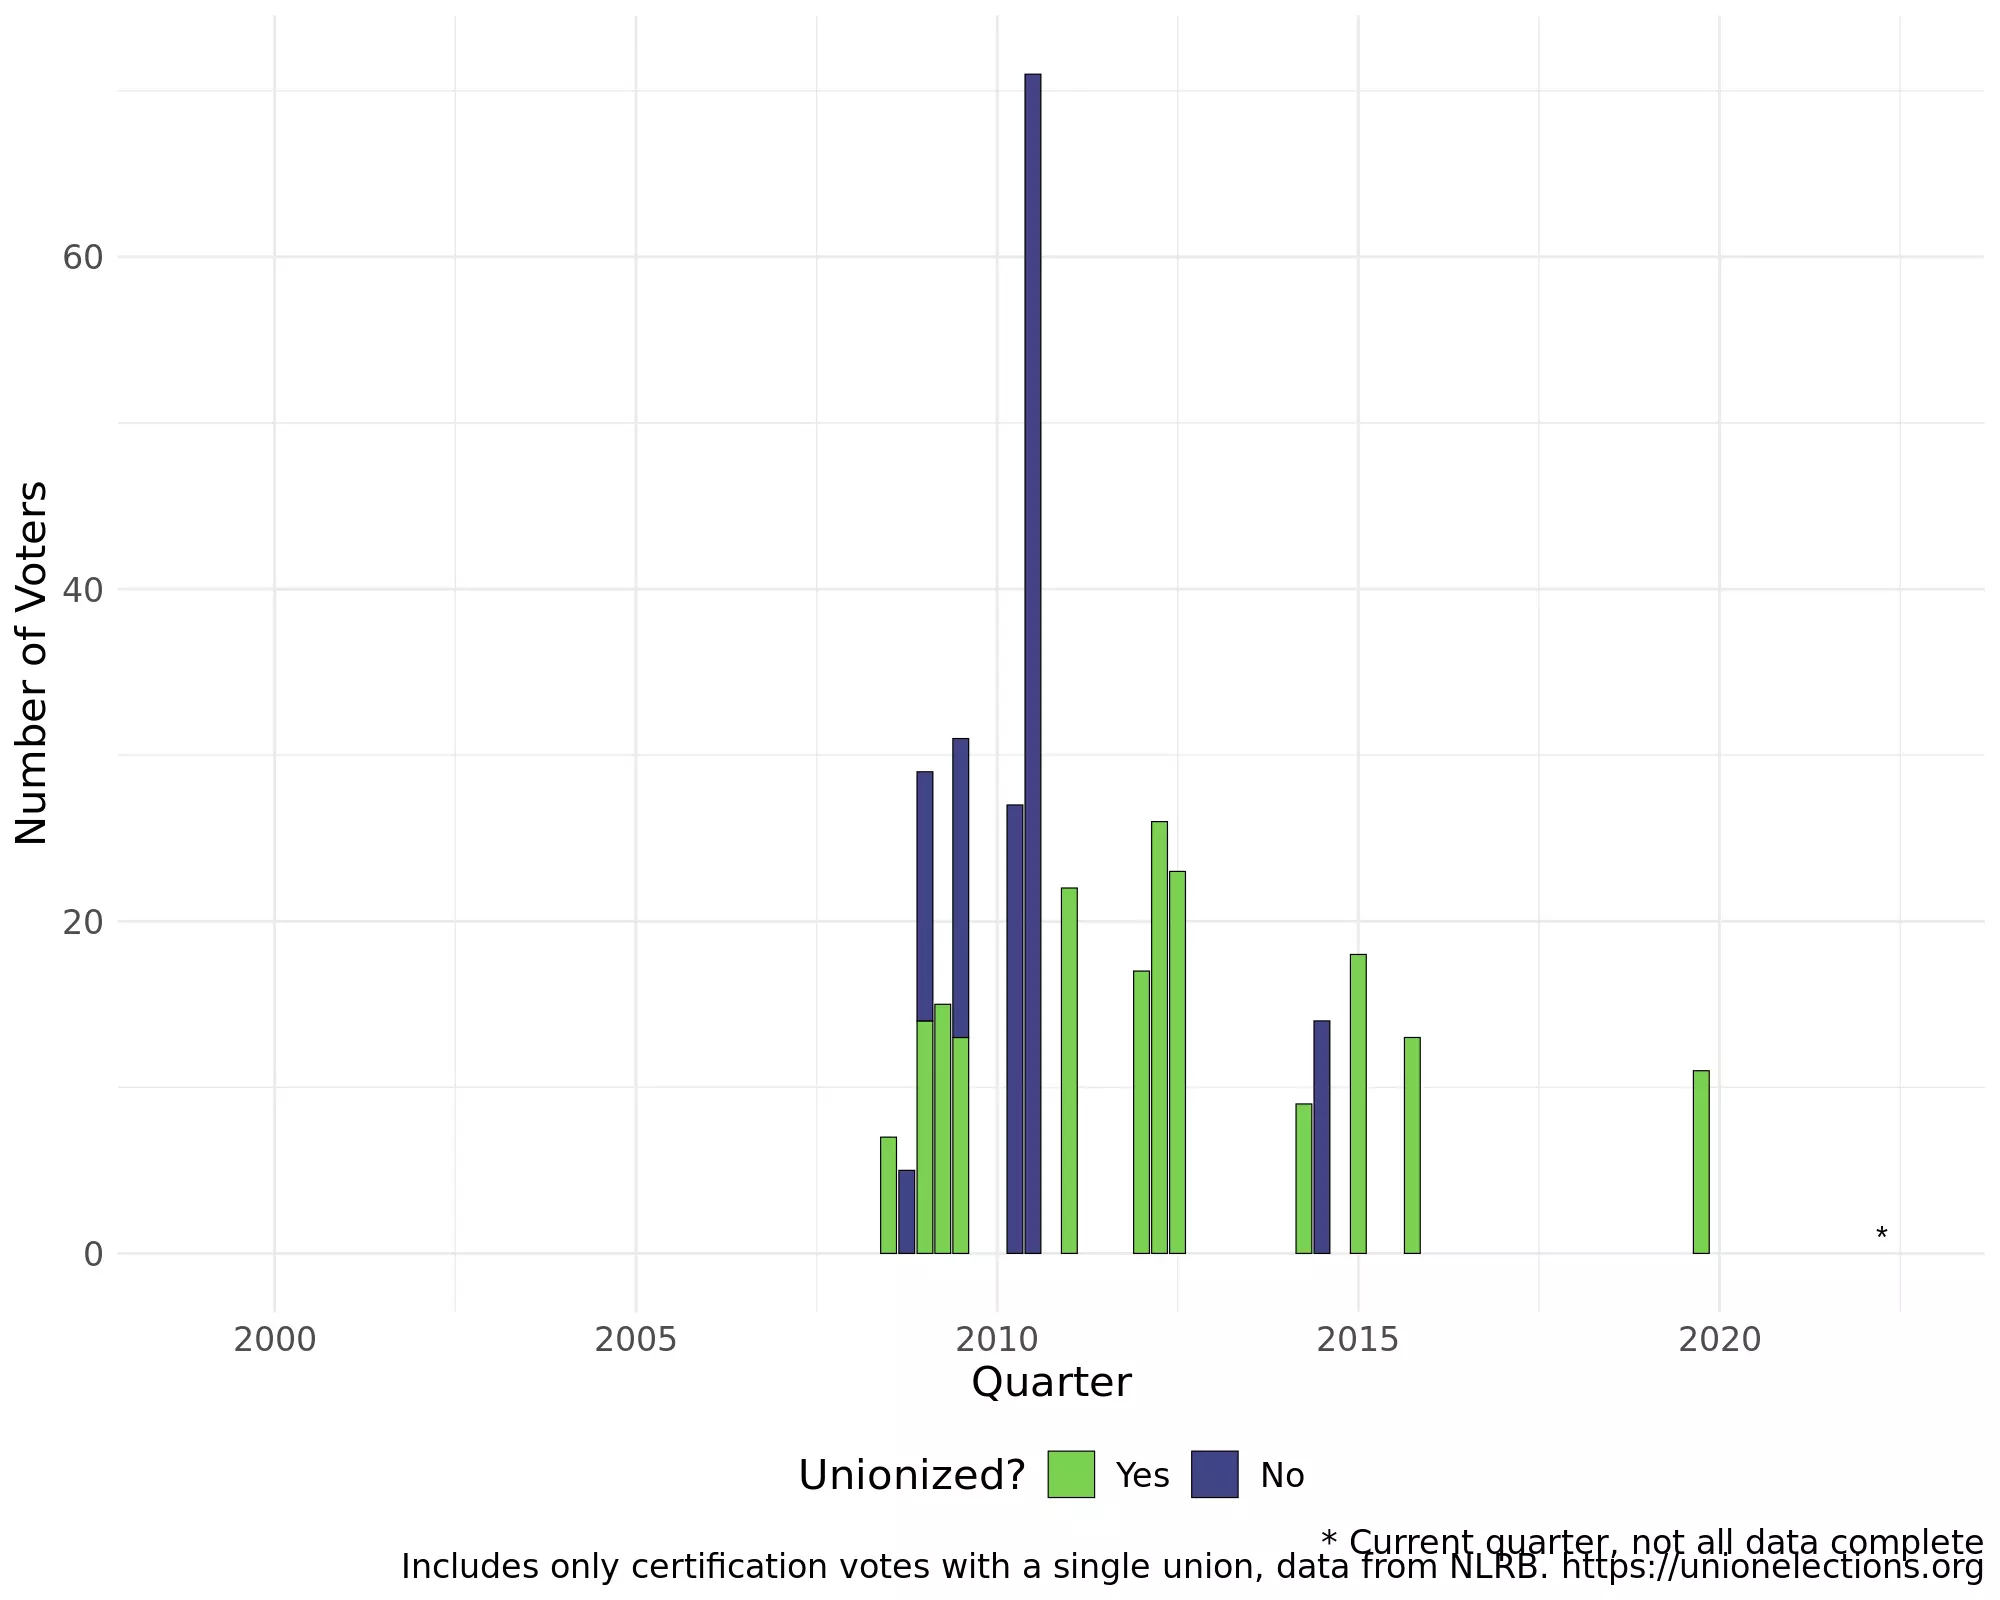 Number of Voters
60
40
20
0
*
2000 2005 2010 2015 2020
Quarter
Unionized? Yes No
* Current quarter, not all data complete
Includes only certification votes with a single union, data from NLRB. https://unionelections.org